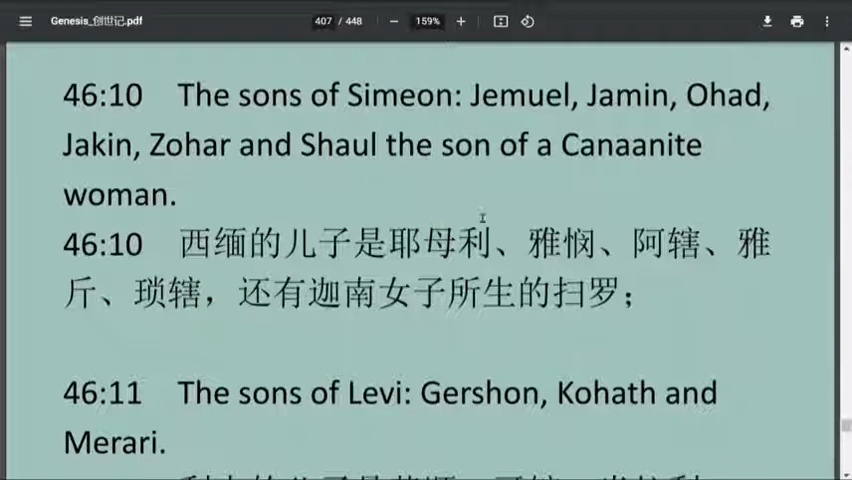 Genesis_创世记.pdf
407 / 448
159%
46:10 The sons of Simeon: Jemuel, Jamin, Ohad,
Jakin, Zohar and Shaul the son of a Canaanite
woman.
46:10 西缅的儿子是耶母利、雅悯、阿辖、雅
斤、琐辖，还有迦南女子所生的扫罗；
46:11 The sons of Levi: Gershon, Kohath and
Merari.